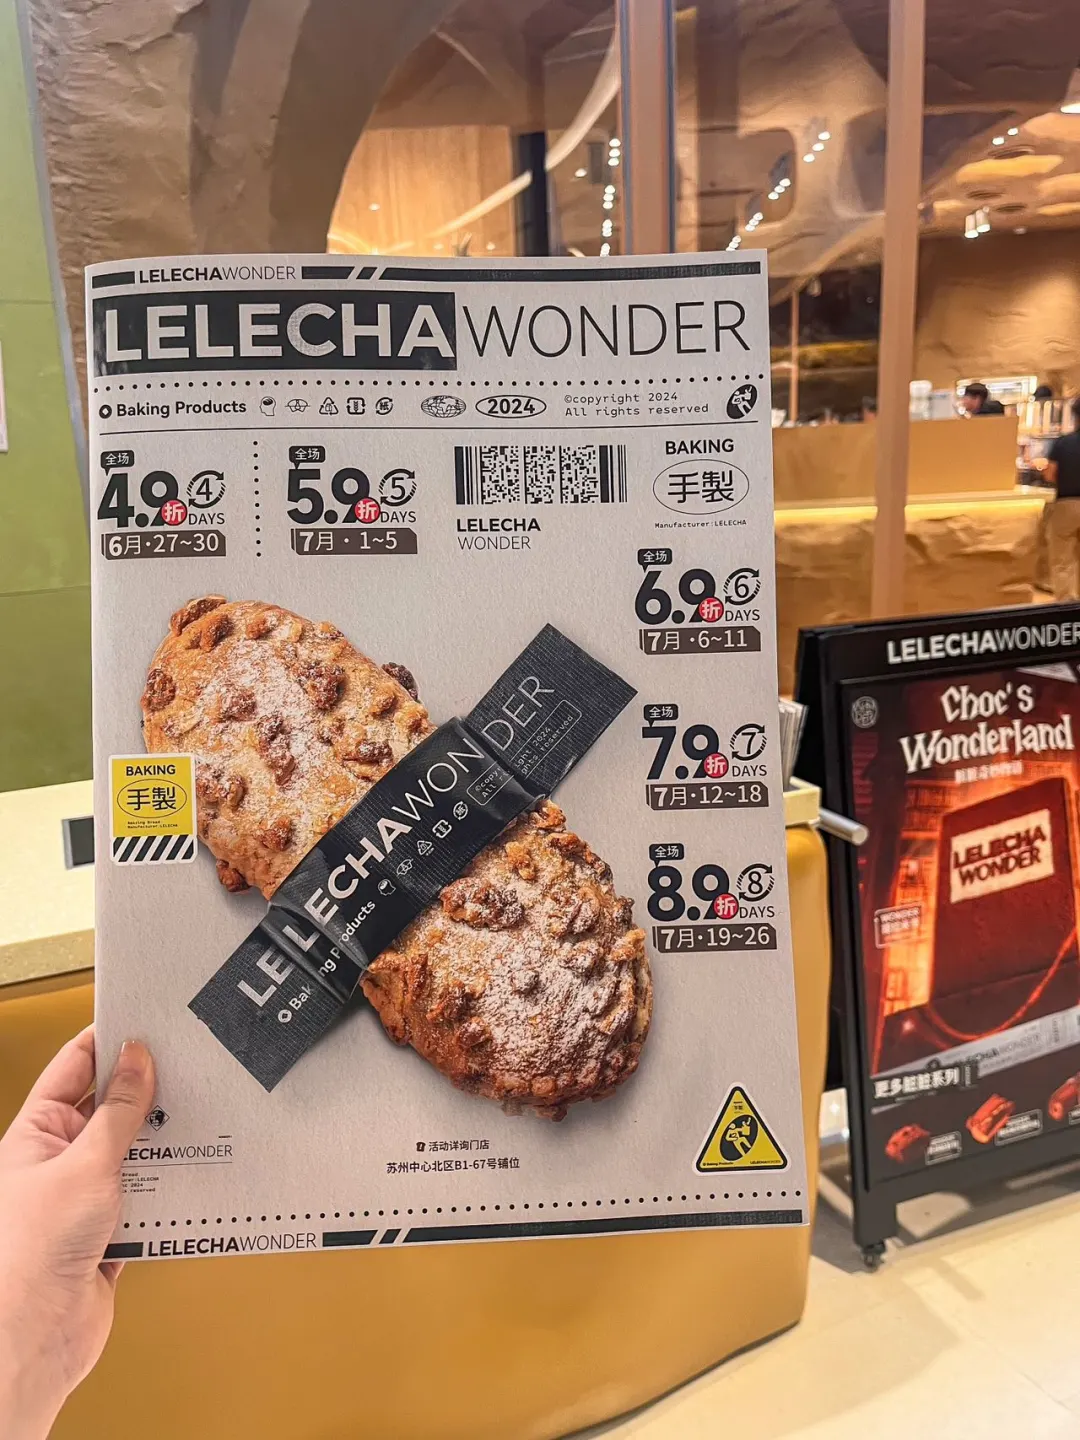 LELECHAWONDER
LELECHAWONDER
Baking Products
2024
©copyright 2024
All rights reserved
全场
4.9折
4 DAYS
6月·27~30
全场
5.9折
5 DAYS
7月·1~5
LELECHA
WONDER
BAKING
手製
Manufacturer:LELECHA
全场
6.9折
6 DAYS
7月·6~11
全场
7.9折
7 DAYS
7月·12~18
全场
8.9折
8 DAYS
7月·19~26
BAKING
手製
Baking Bread
Manufacturer:LELECHA
LELECHAWONDER
Baking Products
活动详询门店
苏州中心北区B1-67号铺位
ECHAWONDER
LELECHAWONDER
LELECHAWONDER
Choc's
Wonderland
LELECHA
WONDER
更多脏脏系列